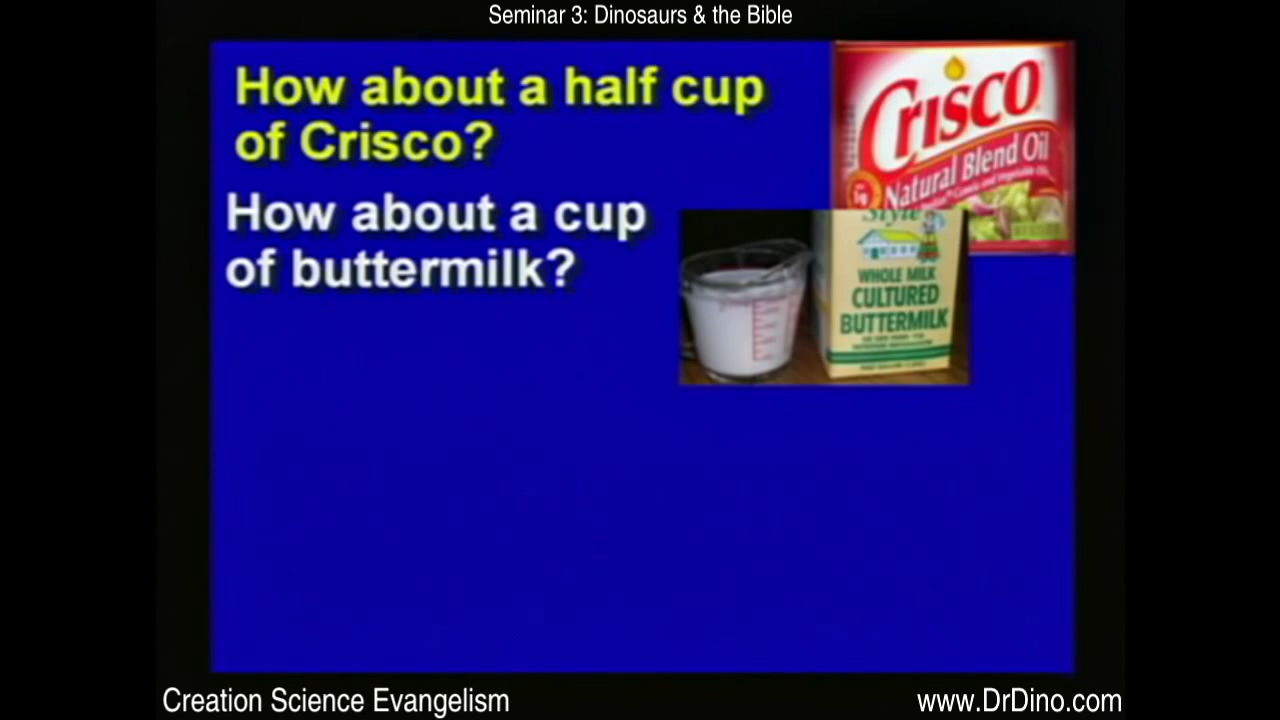 Seminar 3: Dinosaurs & the Bible
How about a half cup
of Crisco?
Crisco
Natural Blend Oil
How about a cup
of buttermilk?
Style
WHOLE MILK
CULTURED
BUTTERMILK
Creation Science Evangelism
www.DrDino.com